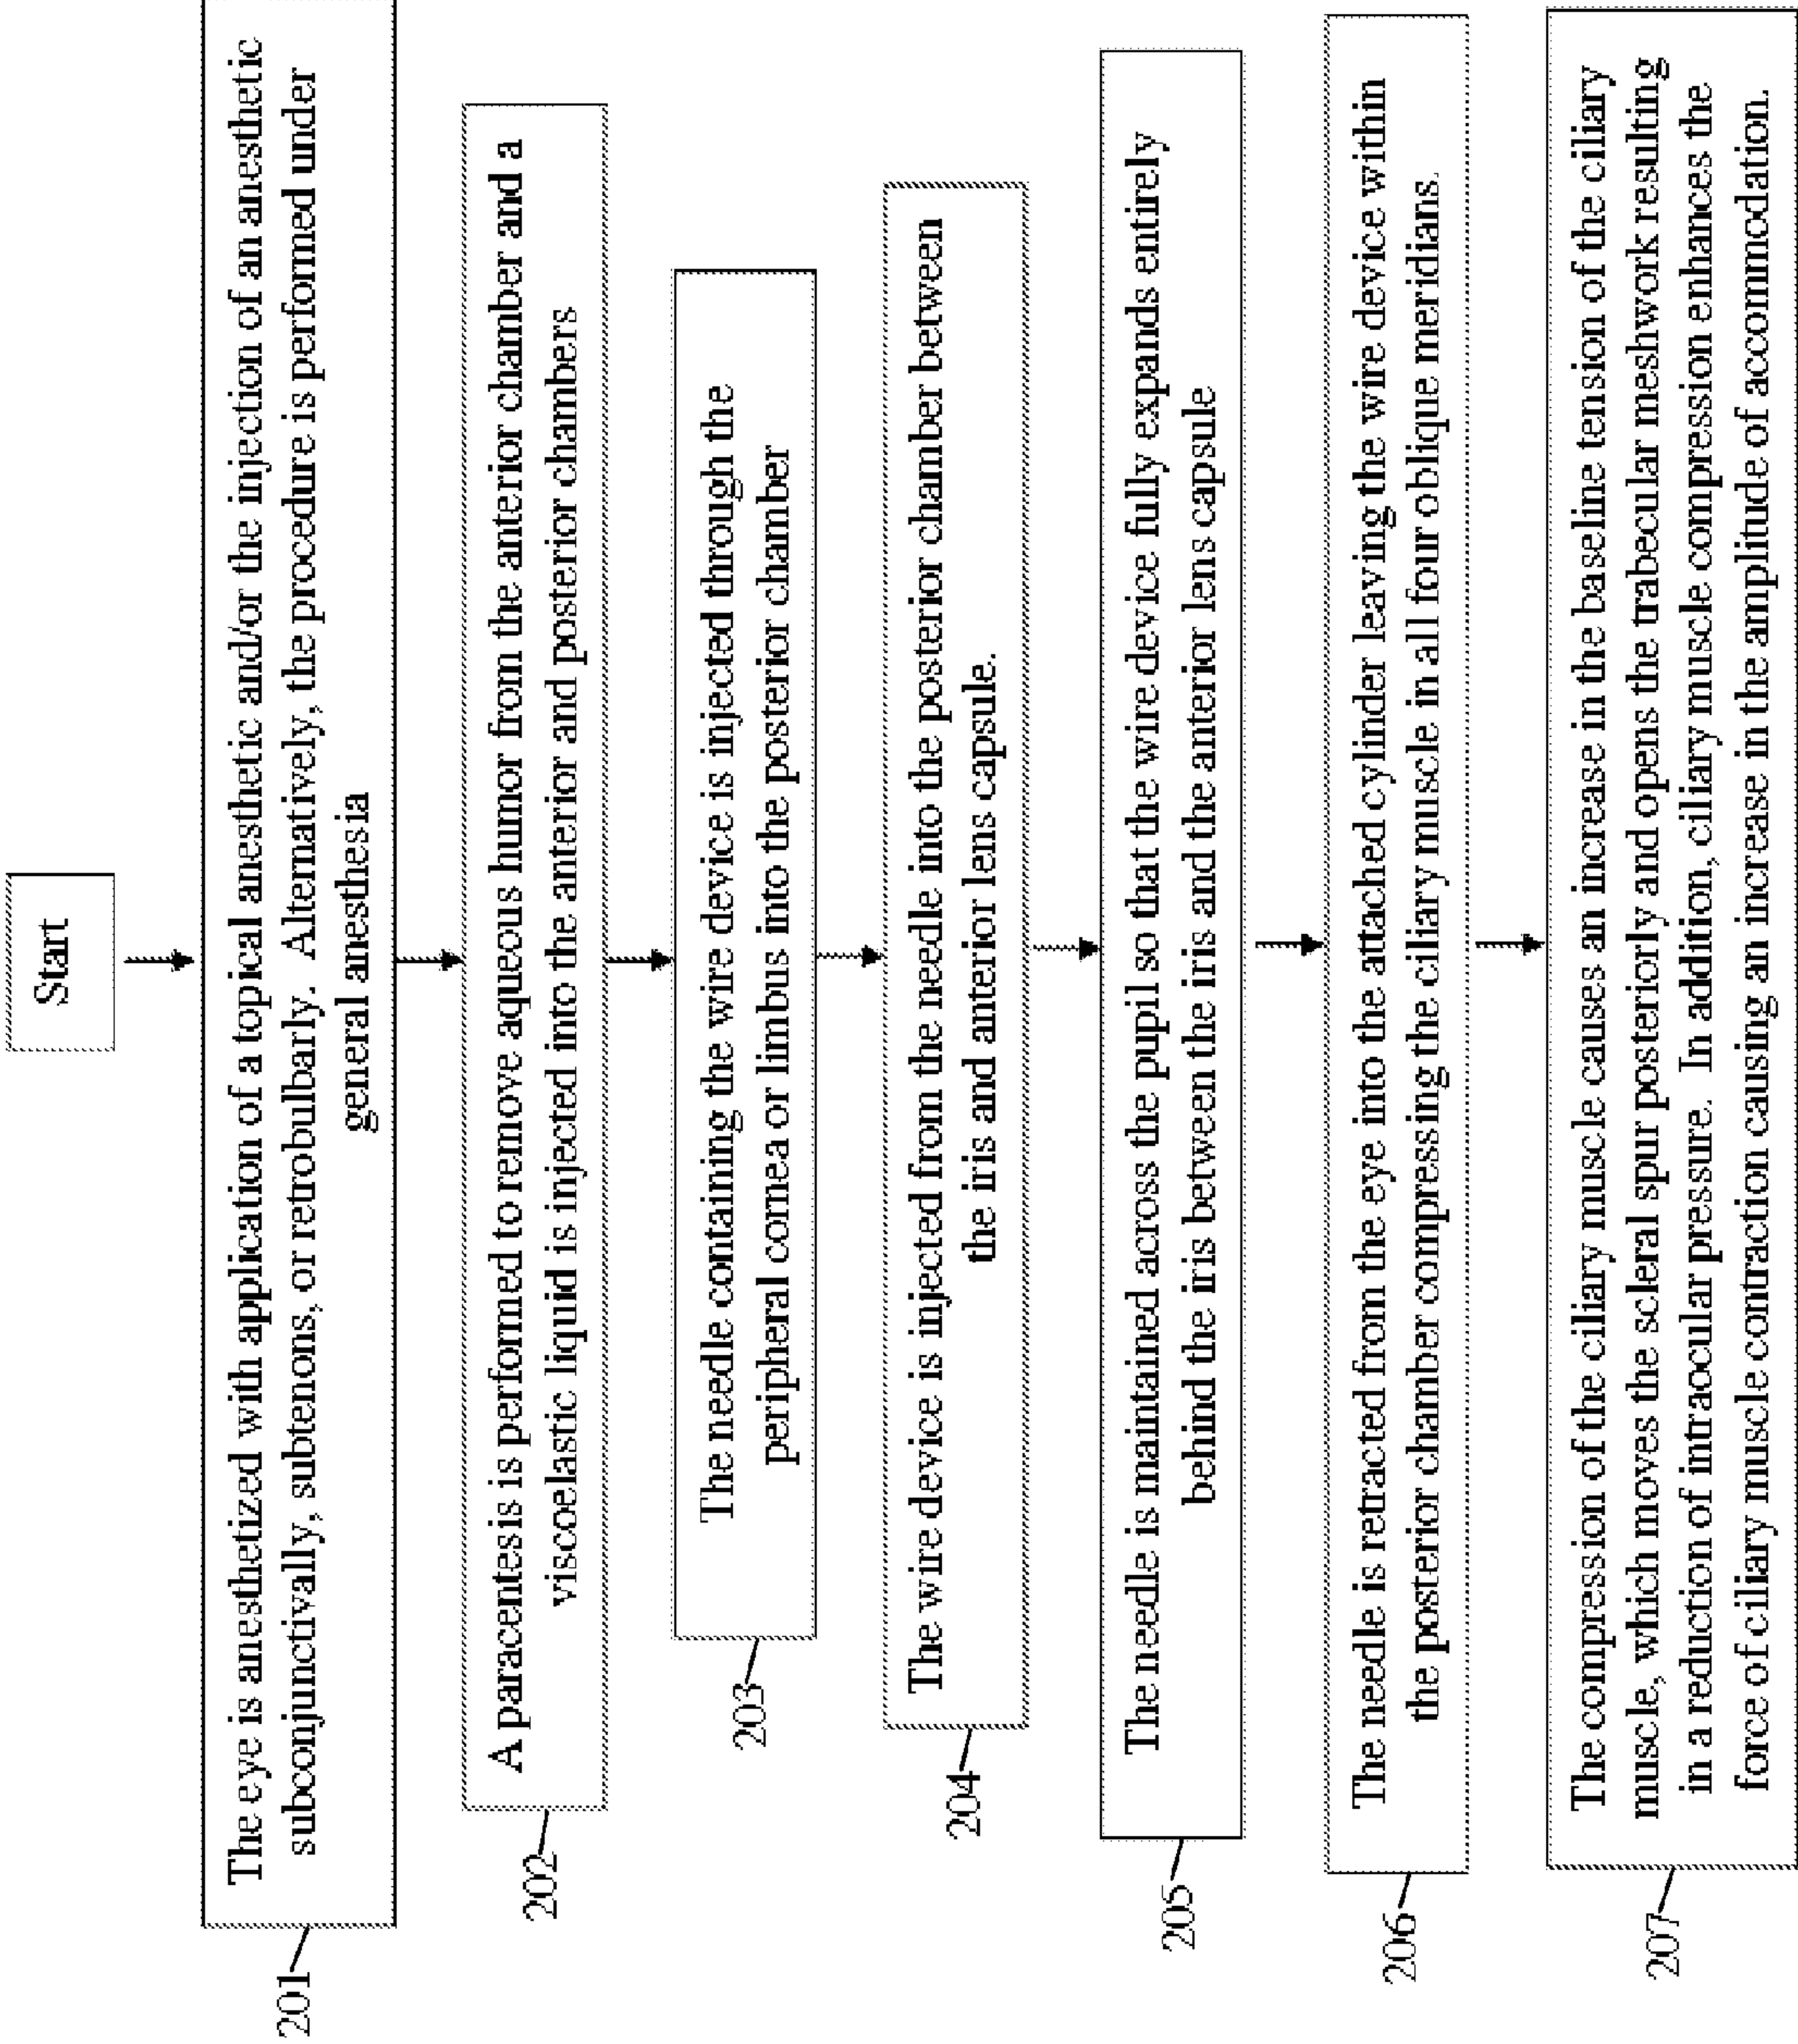 Start
201
The eye is anesthetized with application of a topical anesthetic and/or the injection of an anesthetic
subconjunctivally, subtenons, or retrobulbarly. Alternatively, the procedure is performed under
general anesthesia
202
A paracentesis is performed to remove aqueous humor from the anterior chamber and a
viscoelastic liquid is injected into the anterior and posterior chambers
203
The needle containing the wire device is injected through the
peripheral cornea or limbus into the posterior chamber
204
The wire device is injected from the needle into the posterior chamber between
the iris and anterior lens capsule.
205
The needle is maintained across the pupil so that the wire device fully expands entirely
behind the iris between the iris and the anterior lens capsule
206
The needle is retracted from the eye into the attached cylinder leaving the wire device within
the posterior chamber compressing the ciliary muscle in all four oblique meridians.
207
The compression of the ciliary muscle causes an increase in the baseline tension of the ciliary
muscle, which moves the scleral spur posteriorly and opens the trabecular meshwork resulting
in a reduction of intraocular pressure. In addition, ciliary muscle compression enhances the
force of ciliary muscle contraction causing an increase in the amplitude of accommodation.